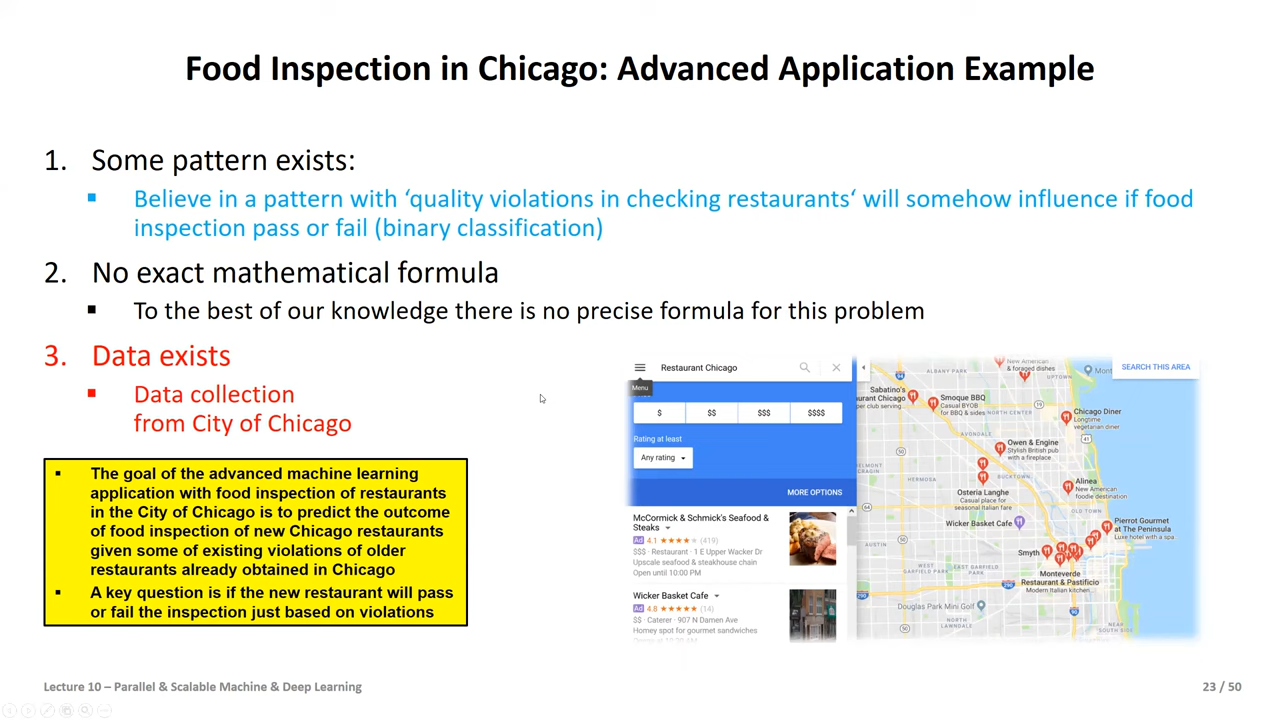 Food Inspection in Chicago: Advanced Application Example
1. Some pattern exists:
▪ Believe in a pattern with ‘quality violations in checking restaurants‘ will somehow influence if food
inspection pass or fail (binary classification)
2. No exact mathematical formula
▪ To the best of our knowledge there is no precise formula for this problem
3. Data exists
▪ Data collection
from City of Chicago
▪ The goal of the advanced machine learning
application with food inspection of restaurants
in the City of Chicago is to predict the outcome
of food inspection of new Chicago restaurants
given some of existing violations of older
restaurants already obtained in Chicago
▪ A key question is if the new restaurant will pass
or fail the inspection just based on violations
Restaurant Chicago
Menu
$ $$ $$$ $$$$
Rating at least
Any rating
MORE OPTIONS
McCormick & Schmick's Seafood &
Steaks
Ad 4.1 (419)
$$$ · Restaurant · 1 E Upper Wacker Dr
Upscale seafood & steakhouse chain
Open until 10:00 PM
Wicker Basket Cafe
Ad 4.8 (14)
$$ · Caterer · 907 N Damen Ave
Homey spot for gourmet sandwiches
SEARCH THIS AREA
ALBANY PARK
New American
& foraged dishes
UPTOWN
Mont
Sabatino's
urant Chicago
er club serving
Smoque BBQ
Casual BYOB
for BBQ & sides
NORTH CENTER
Chicago Diner
Longtime
vegetarian diner
41
AVONDALE
Owen & Engine
Stylish British pub
with a fireplace
50
BELMONT
CRAGIN
HERMOSA
BUCKTOWN
Osteria Langhe
Casual place for
seasonal Italian fare
Alinea
New American
foodie destination
64
OLD TOWN
Wicker Basket Cafe
Pierrot Gourmet
at The Peninsula
Luxe hotel with a spa
AUSTIN
Smyth
WEST GARFIELD PARK
EAST GARFIELD PARK
Monteverde
Restaurant & Pastificio
Modern Italian kitchen
290
290
Douglas Park Mini Golf
NORTH
LAWNDALE
50
NEAR
SOUTH SIDE
Lecture 10 – Parallel & Scalable Machine & Deep Learning
23 / 50